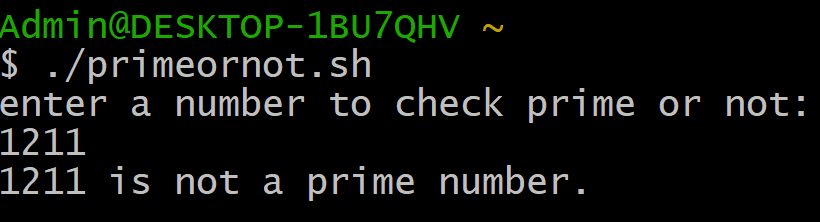 Admin@DESKTOP-1BU7QHV ~
$ ./primeornot.sh
enter a number to check prime or not:
1211
1211 is not a prime number.